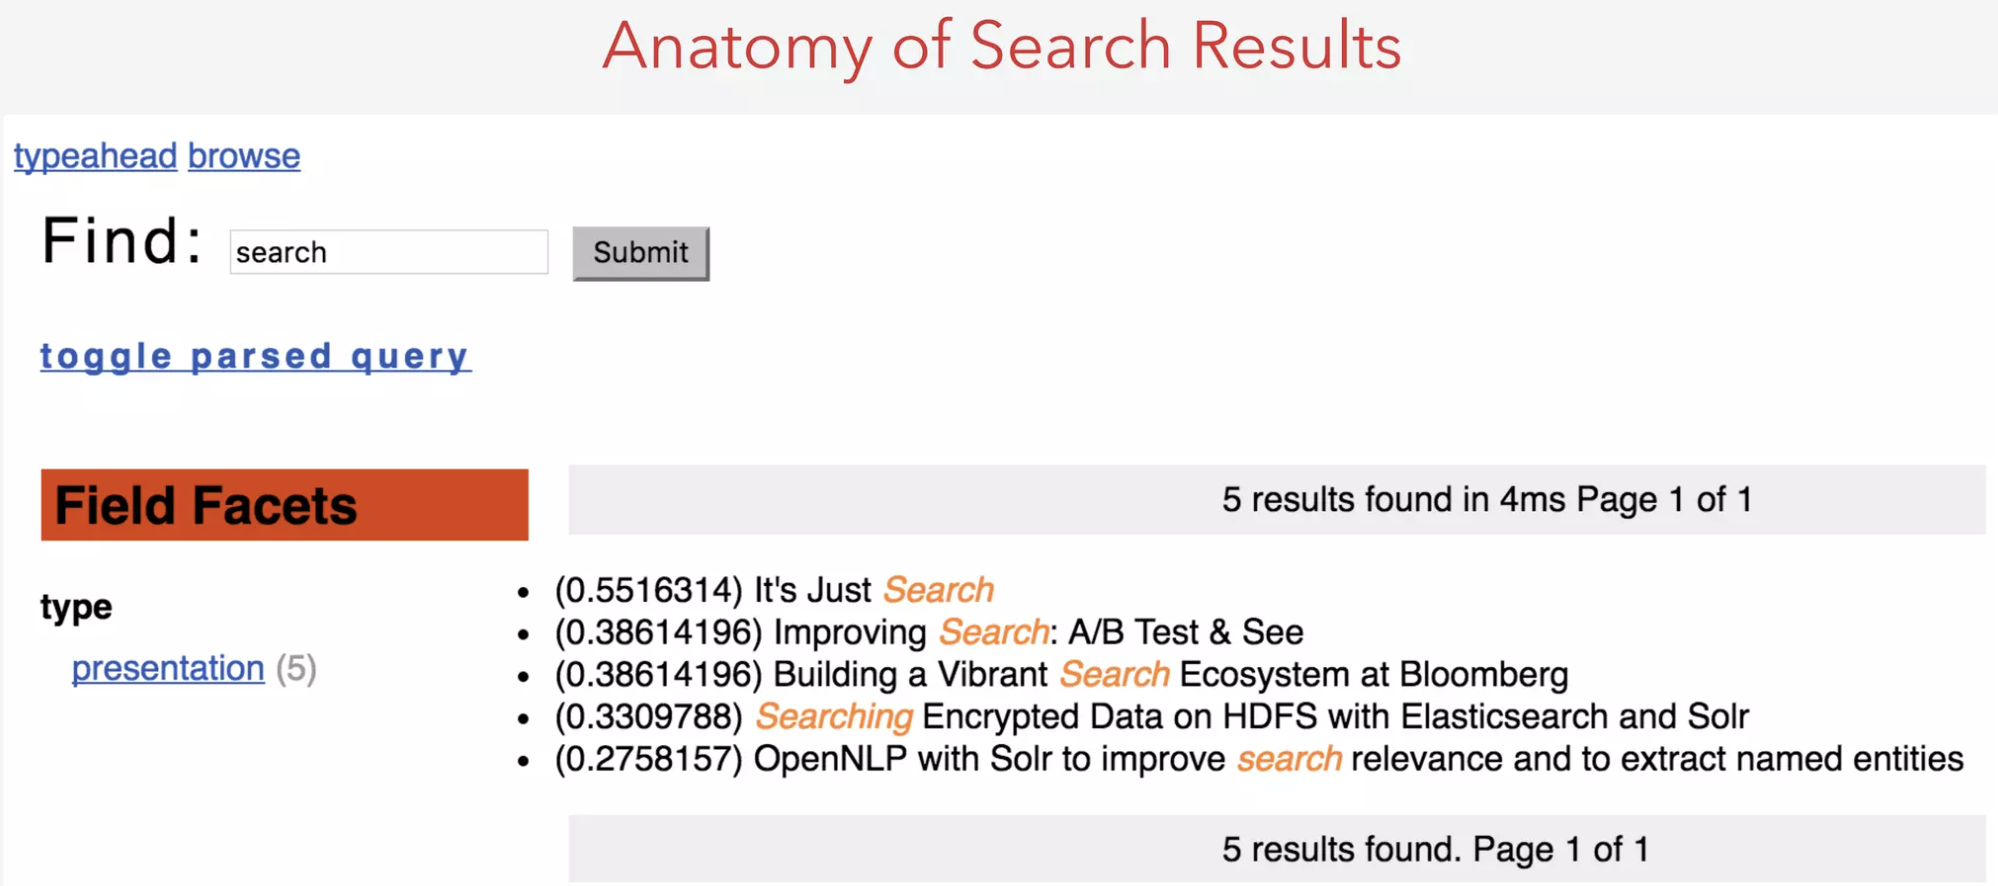 Anatomy of Search Results
typeahead browse
Find: search Submit
toggle parsed query
Field Facets
type
presentation (5)
5 results found in 4ms Page 1 of 1
• (0.5516314) It's Just Search
• (0.38614196) Improving Search: A/B Test & See
• (0.38614196) Building a Vibrant Search Ecosystem at Bloomberg
• (0.3309788) Searching Encrypted Data on HDFS with Elasticsearch and Solr
• (0.2758157) OpenNLP with Solr to improve search relevance and to extract named entities
5 results found. Page 1 of 1